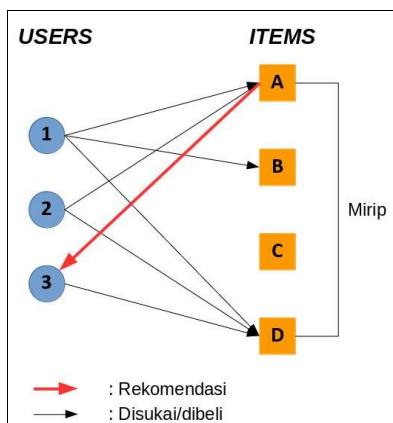 USERS ITEMS
A
1
B
2
Mirip
C
3
D
: Rekomendasi
: Disukai/dibeli